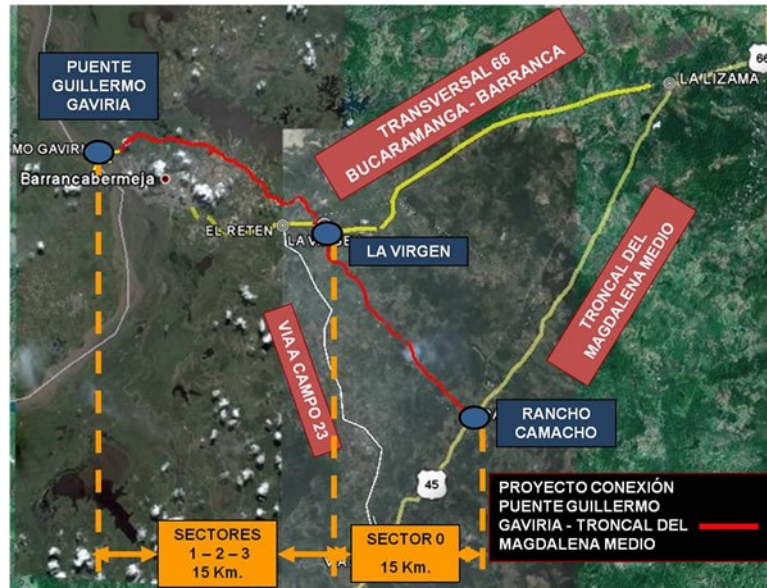 PUENTE
GUILLERMO
GAVIRIA
TRANSVERSAL 66
BUCARAMANGA - BARRANCA
66
LA LIZAMA
MO GAVIRI
Barrancabermeja
EL RETEN
LA VIRGEN
TRONCAL DEL
MAGDALENA MEDIO
VIA A CAMPO 23
RANCHO
CAMACHO
45
PROYECTO CONEXIÓN
PUENTE GUILLERMO
GAVIRIA - TRONCAL DEL
MAGDALENA MEDIO
SECTORES
1 – 2 – 3
15 Km.
SECTOR 0
15 Km.